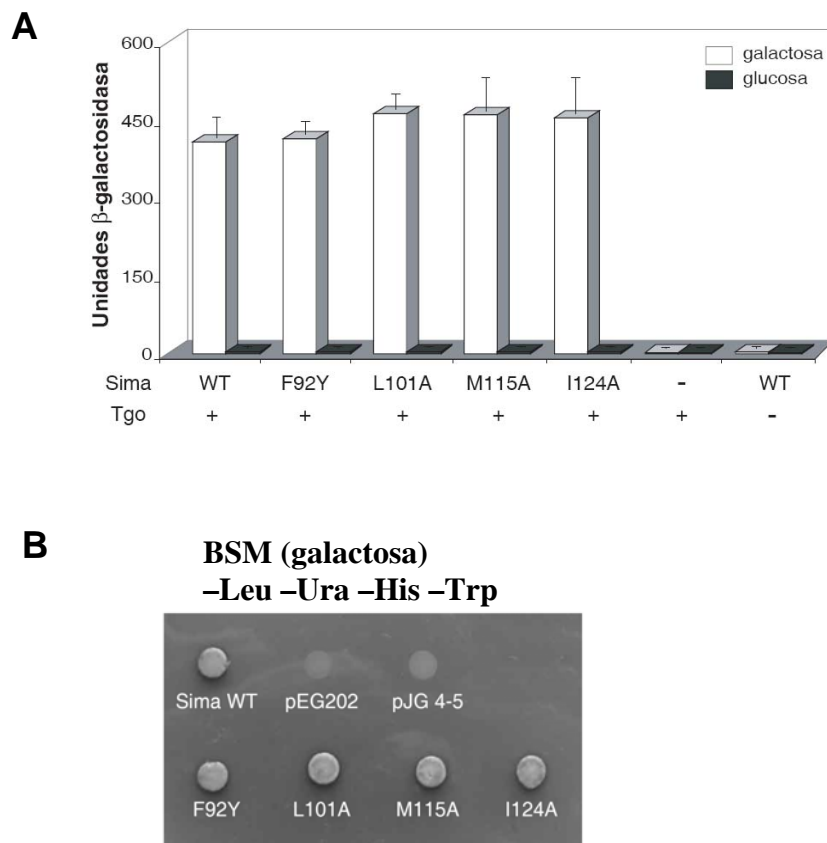 A
600
450
300
150
0
Unidades β-galactosidasa
galactosa
glucosa
Sima WT F92Y L101A M115A I124A - WT
Tgo + + + + + + -
B
BSM (galactosa)
–Leu –Ura –His –Trp
Sima WT pEG202 pJG 4-5
F92Y L101A M115A I124A